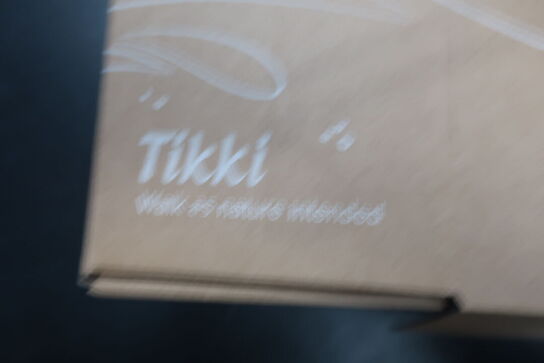 Tikki
Walk as nature intended